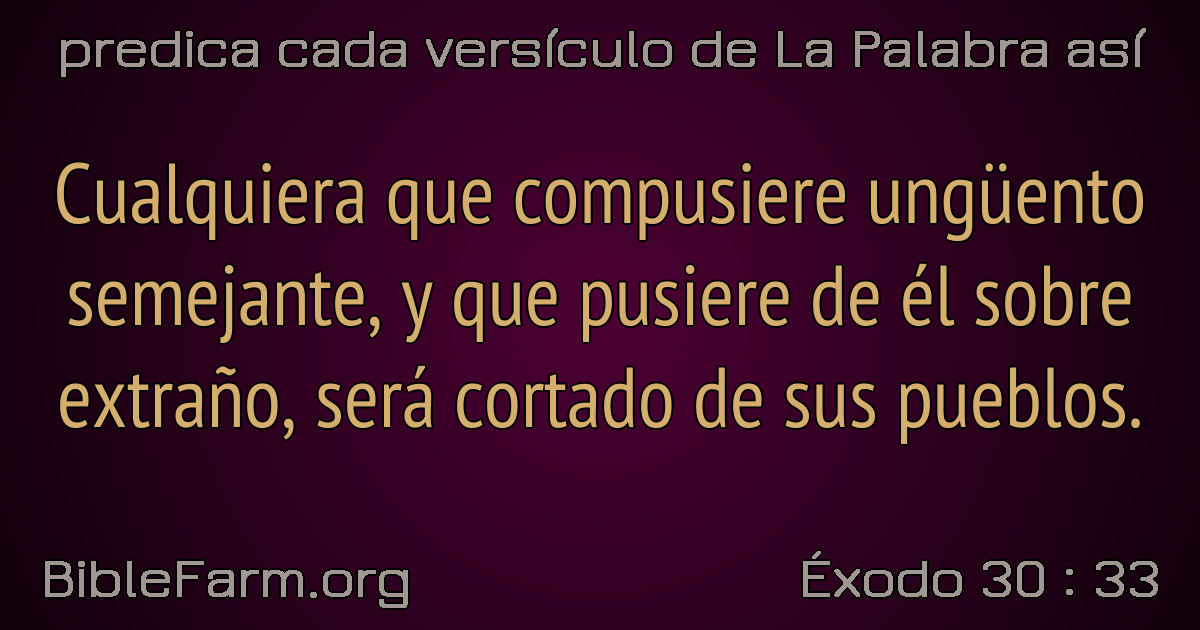 predica cada versículo de La Palabra así
Cualquiera que compusiere ungüento
semejante, y que pusiere de él sobre
extraño, será cortado de sus pueblos.
BibleFarm.org
Éxodo 30 : 33